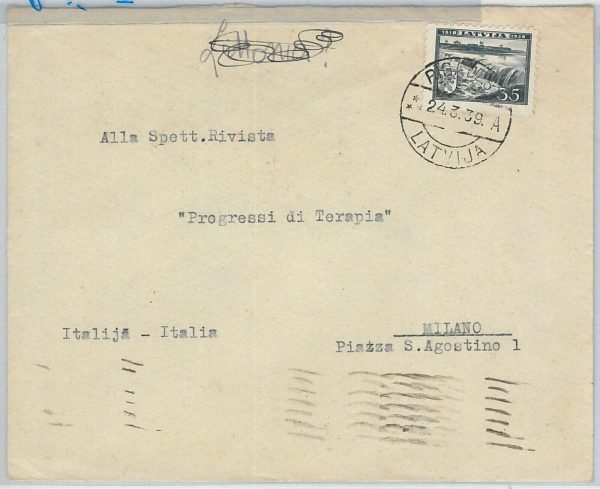 LATVIJA
35
24.3.39. A
LATVIJA
Alla Spett.Rivista
"Progressi di Terapia"
Italijā - Italia
MILANO
Piazza S.Agostino 1